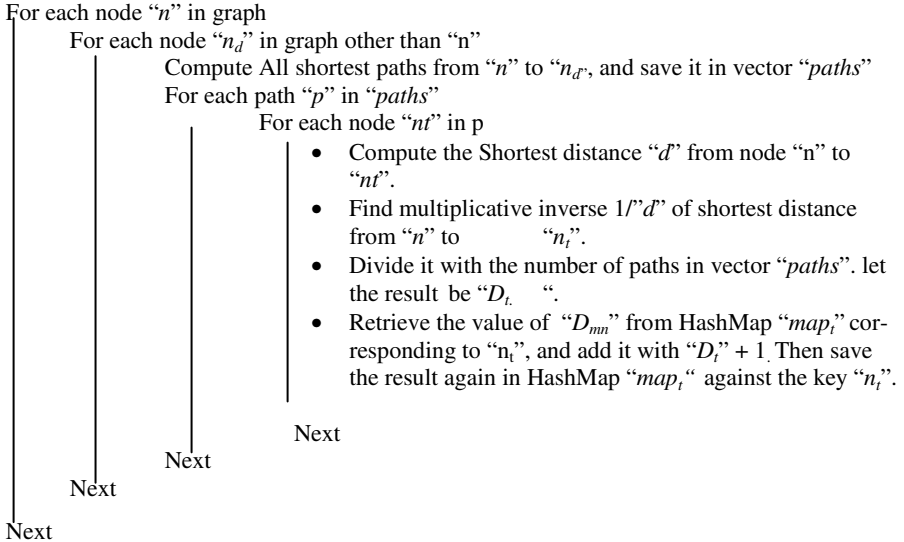 For each node “n” in graph
For each node “nd” in graph other than “n”
Compute All shortest paths from “n” to “nd”, and save it in vector “paths”
For each path “p” in “paths”
For each node “nt” in p
• Compute the Shortest distance “d” from node “n” to
“nt”.
• Find multiplicative inverse 1/”d” of shortest distance
from “n” to “nt”.
• Divide it with the number of paths in vector “paths”. let
the result be “Dt. “.
• Retrieve the value of “Dmn” from HashMap “mapt” cor-
responding to “nt”, and add it with “Dt” + 1. Then save
the result again in HashMap “mapt“ against the key “nt”.
Next
Next
Next
Next